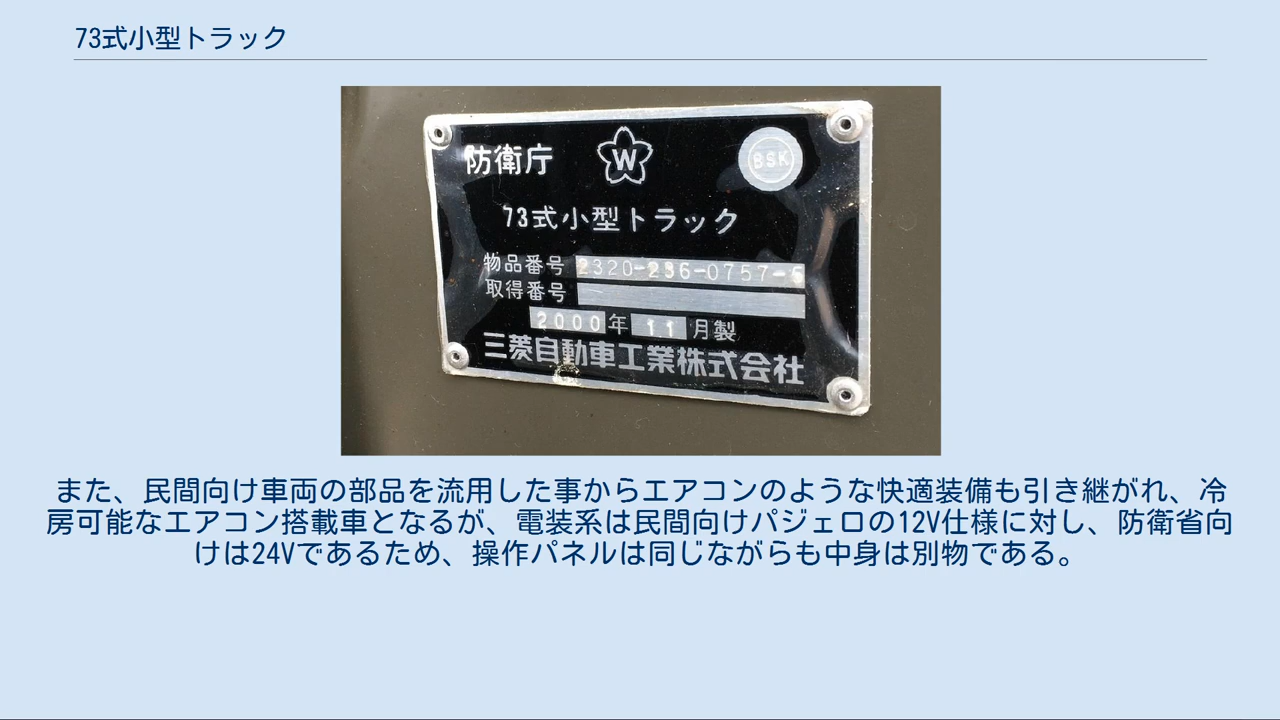 73式小型トラック
防衛庁
W
BSK
73式小型トラック
物品番号 2320-236-0757-
取得番号
2000年 11月製
三菱自動車工業株式会社
また、民間向け車両の部品を流用した事からエアコンのような快適装備も引き継がれ、冷
房可能なエアコン搭載車となるが、電装系は民間向けパジェロの12V仕様に対し、防衛省向
けは24Vであるため、操作パネルは同じながらも中身は別物である。